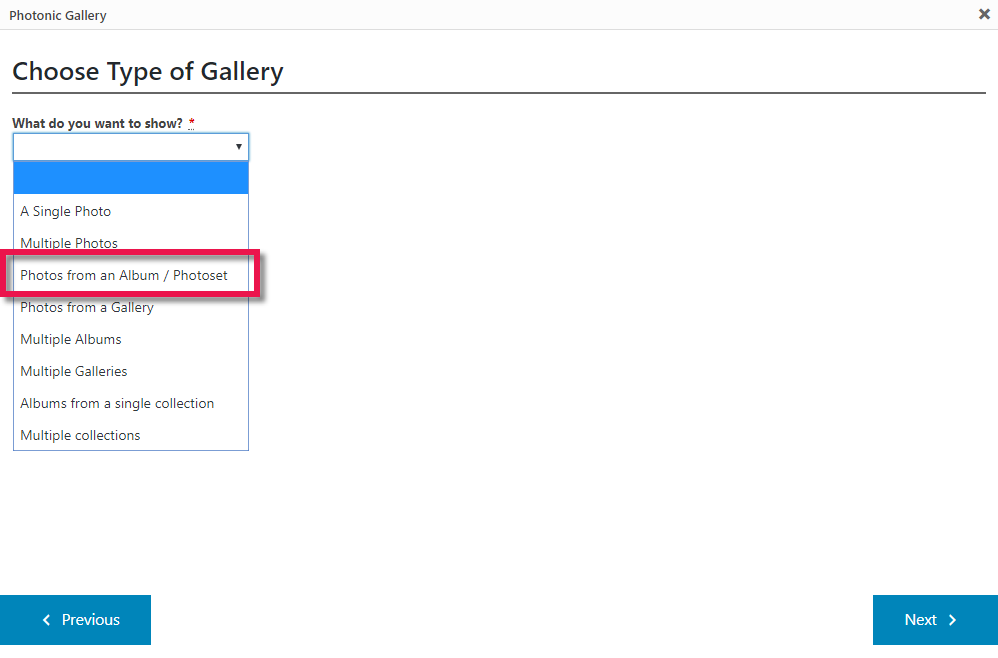 Photonic Gallery
Choose Type of Gallery
What do you want to show? *
A Single Photo
Multiple Photos
Photos from an Album / Photoset
Photos from a Gallery
Multiple Albums
Multiple Galleries
Albums from a single collection
Multiple collections
Previous
Next